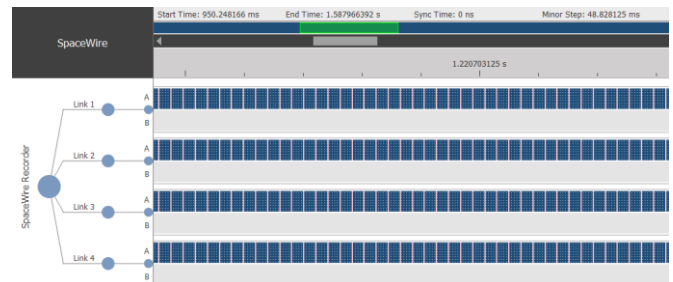 Start Time: 950.248166 ms End Time: 1.587966392 s Sync Time: 0 ns Minor Step: 48.828125 ms
SpaceWire
1.220703125 s
SpaceWire Recorder
Link 1
A
B
Link 2
A
B
Link 3
A
B
Link 4
A
B